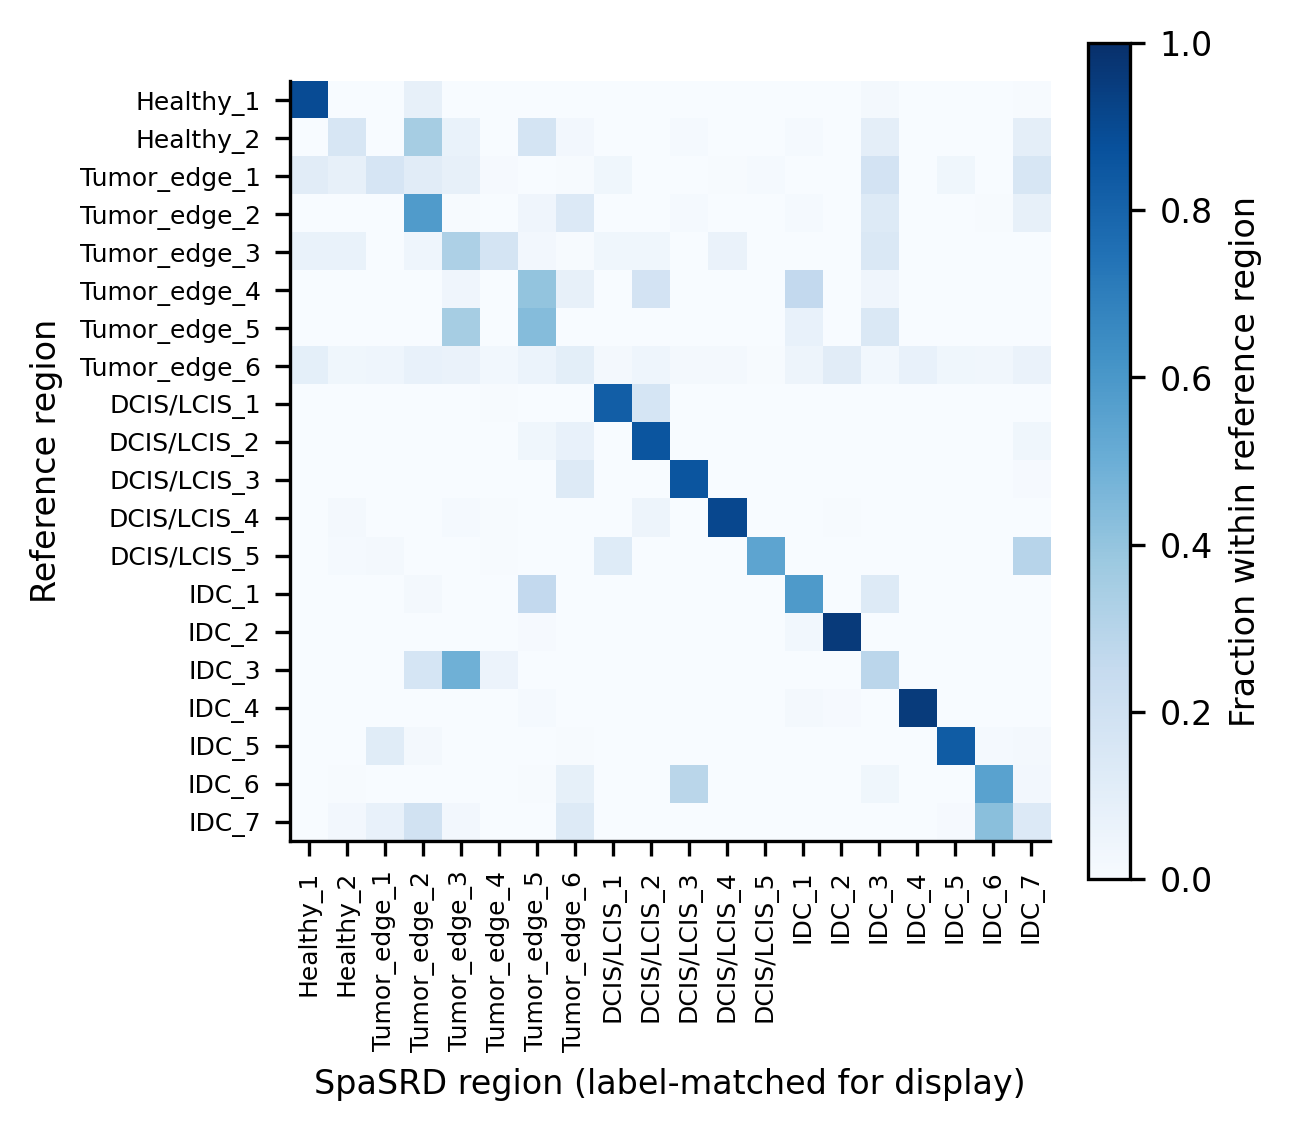 Reference region
Healthy_1
Healthy_2
Tumor_edge_1
Tumor_edge_2
Tumor_edge_3
Tumor_edge_4
Tumor_edge_5
Tumor_edge_6
DCIS/LCIS_1
DCIS/LCIS_2
DCIS/LCIS_3
DCIS/LCIS_4
DCIS/LCIS_5
IDC_1
IDC_2
IDC_3
IDC_4
IDC_5
IDC_6
IDC_7
Healthy_1
Healthy_2
Tumor_edge_1
Tumor_edge_2
Tumor_edge_3
Tumor_edge_4
Tumor_edge_5
Tumor_edge_6
DCIS/LCIS_1
DCIS/LCIS_2
DCIS/LCIS_3
DCIS/LCIS_4
DCIS/LCIS_5
IDC_1
IDC_2
IDC_3
IDC_4
IDC_5
IDC_6
IDC_7
SpaSRD region (label-matched for display)
1.0
0.8
0.6
0.4
0.2
0.0
Fraction within reference region